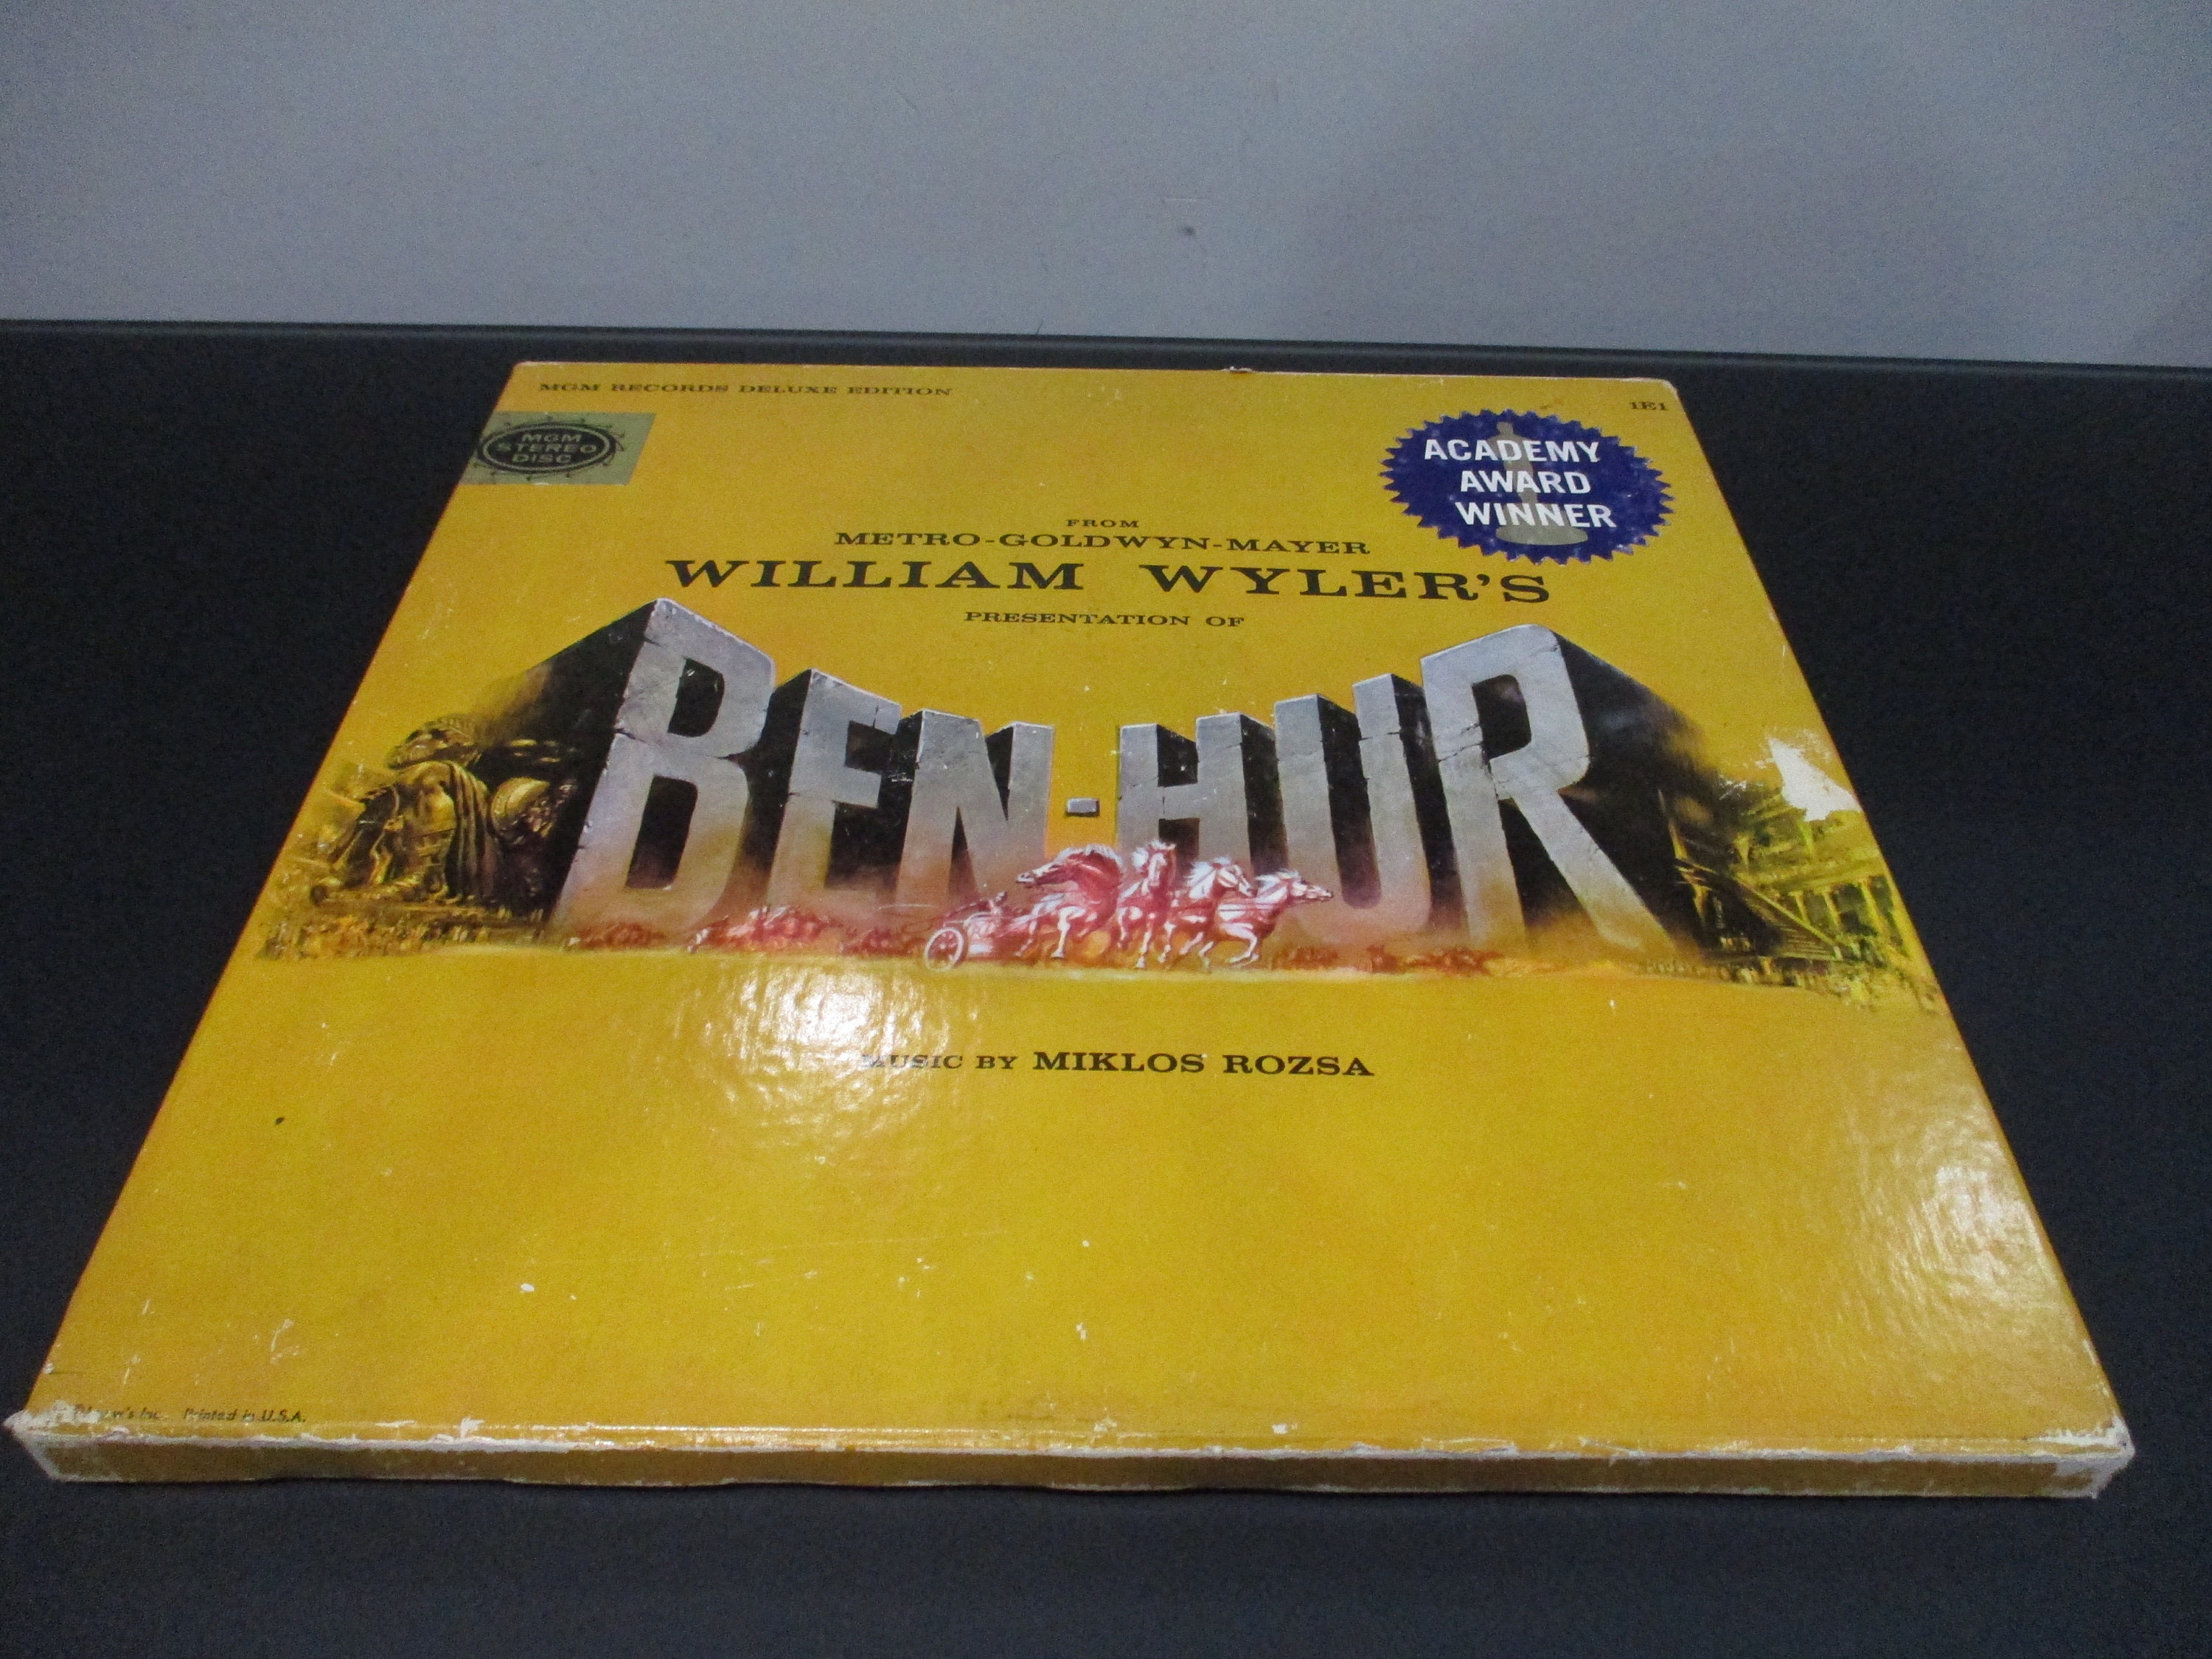 MGM RECORDS DELUXE EDITION
1E1
MGM
STEREO
DISC
ACADEMY
AWARD
WINNER
FROM
METRO-GOLDWYN-MAYER
WILLIAM WYLER'S
PRESENTATION OF
BEN-HUR
MUSIC BY MIKLOS ROZSA
Inc. Printed in U.S.A.